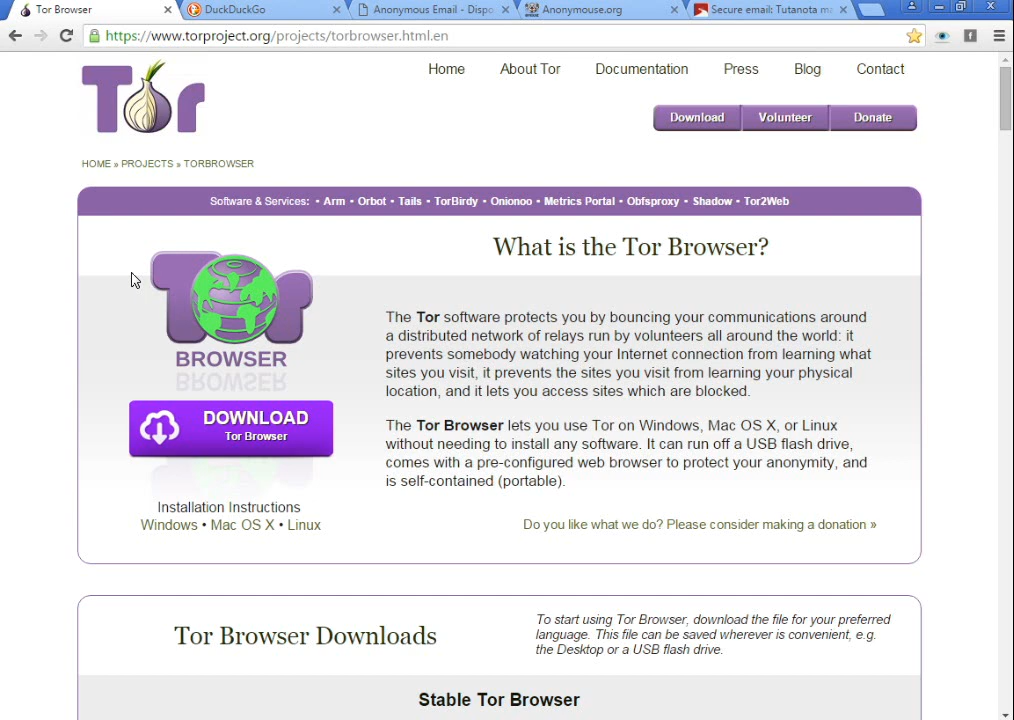 Tor Browser
DuckDuckGo
Anonymous Email - Dispo
Anonymouse.org
Secure email: Tutanota ma
https://www.torproject.org/projects/torbrowser.html.en
Tor
Home About Tor Documentation Press Blog Contact
Download Volunteer Donate
HOME » PROJECTS » TORBROWSER
Software & Services: • Arm • Orbot • Tails • TorBirdy • Onionoo • Metrics Portal • Obfsproxy • Shadow • Tor2Web
Tor
BROWSER
DOWNLOAD
Tor Browser
Installation Instructions
Windows • Mac OS X • Linux
What is the Tor Browser?
The Tor software protects you by bouncing your communications around
a distributed network of relays run by volunteers all around the world: it
prevents somebody watching your Internet connection from learning what
sites you visit, it prevents the sites you visit from learning your physical
location, and it lets you access sites which are blocked.
The Tor Browser lets you use Tor on Windows, Mac OS X, or Linux
without needing to install any software. It can run off a USB flash drive,
comes with a pre-configured web browser to protect your anonymity, and
is self-contained (portable).
Do you like what we do? Please consider making a donation »
Tor Browser Downloads
To start using Tor Browser, download the file for your preferred
language. This file can be saved wherever is convenient, e.g.
the Desktop or a USB flash drive.
Stable Tor Browser